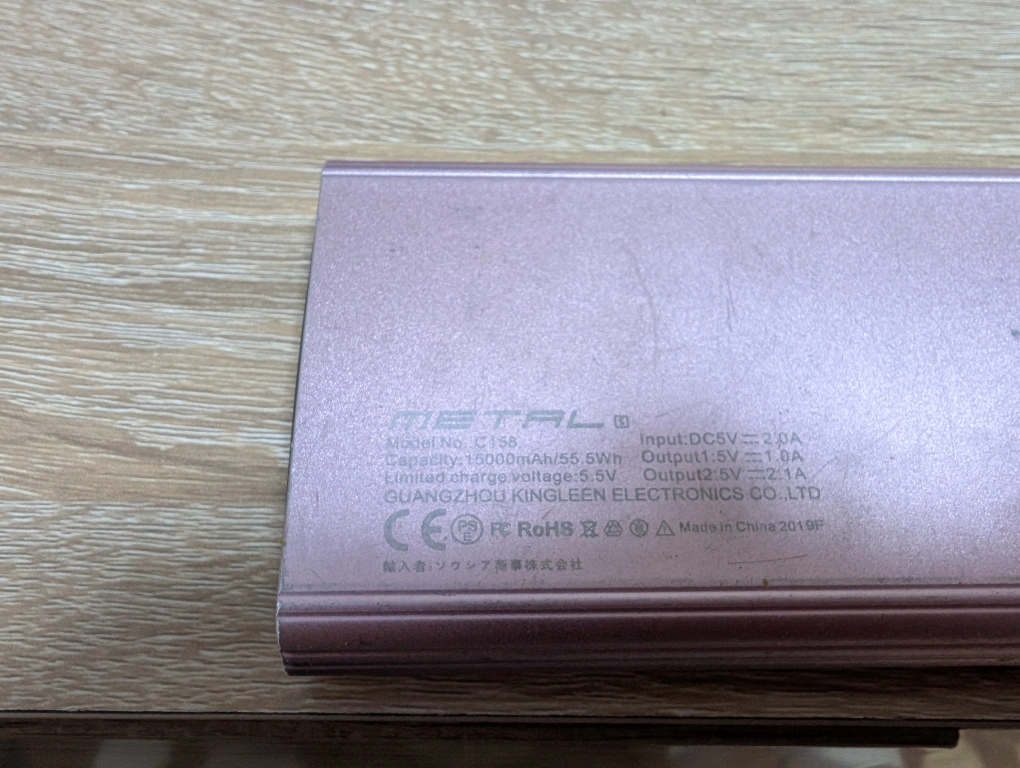 METAL
Model No. C158
Capacity:15000mAh/55.5Wh
Limited charge voltage:5.5V
Input:DC5V⎓2.0A
Output1:5V⎓1.0A
Output2:5V⎓2.1A
GUANGZHOU KINGLEEN ELECTRONICS CO.,LTD
CE PSE FC RoHS Made in China 2019F
輸入者:ソウシア商事株式会社